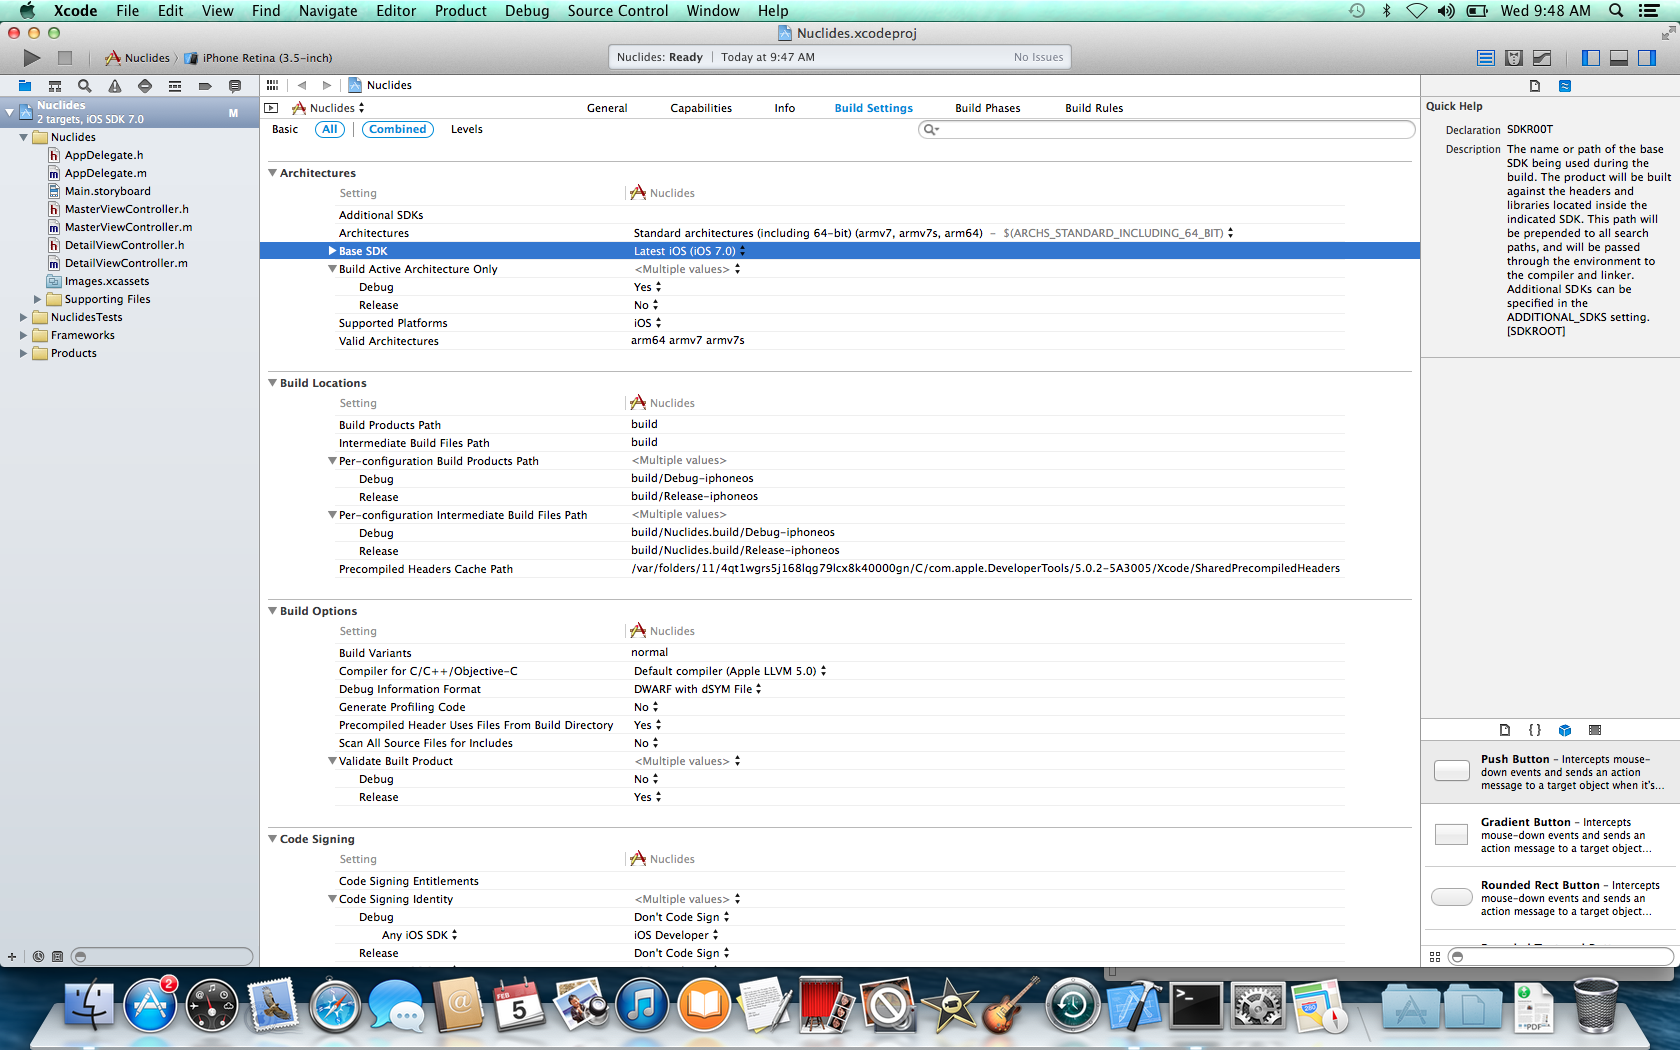 Xcode File Edit View Find Navigate Editor Product Debug Source Control Window Help Wed 9:48 AM
Nuclides.xcodeproj
Nuclides iPhone Retina (3.5-inch)
Nuclides: Ready Today at 9:47 AM No Issues
Nuclides
Nuclides
2 targets, iOS SDK 7.0
M
Nuclides
AppDelegate.h
AppDelegate.m
Main.storyboard
MasterViewController.h
MasterViewController.m
DetailViewController.h
DetailViewController.m
Images.xcassets
Supporting Files
NuclidesTests
Frameworks
Products
Nuclides General Capabilities Info Build Settings Build Phases Build Rules
Basic All Combined Levels
Architectures
Setting Nuclides
Additional SDKs
Architectures Standard architectures (including 64-bit) (armv7, armv7s, arm64) – $(ARCHS_STANDARD_INCLUDING_64_BIT)
Base SDK Latest iOS (iOS 7.0)
Build Active Architecture Only <Multiple values>
Debug Yes
Release No
Supported Platforms iOS
Valid Architectures arm64 armv7 armv7s
Build Locations
Setting Nuclides
Build Products Path build
Intermediate Build Files Path build
Per-configuration Build Products Path <Multiple values>
Debug build/Debug-iphoneos
Release build/Release-iphoneos
Per-configuration Intermediate Build Files Path <Multiple values>
Debug build/Nuclides.build/Debug-iphoneos
Release build/Nuclides.build/Release-iphoneos
Precompiled Headers Cache Path /var/folders/11/4qt1wgrs5j168lqg79lcx8k40000gn/C/com.apple.DeveloperTools/5.0.2-5A3005/Xcode/SharedPrecompiledHeaders
Build Options
Setting Nuclides
Build Variants normal
Compiler for C/C++/Objective-C Default compiler (Apple LLVM 5.0)
Debug Information Format DWARF with dSYM File
Generate Profiling Code No
Precompiled Header Uses Files From Build Directory Yes
Scan All Source Files for Includes No
Validate Built Product <Multiple values>
Debug No
Release Yes
Code Signing
Setting Nuclides
Code Signing Entitlements
Code Signing Identity <Multiple values>
Debug Don't Code Sign
Any iOS SDK iOS Developer
Release Don't Code Sign
Quick Help
Declaration SDKROOT
Description The name or path of the base
SDK being used during the
build. The product will be built
against the headers and
libraries located inside the
indicated SDK. This path will
be prepended to all search
paths, and will be passed
through the environment to
the compiler and linker.
Additional SDKs can be
specified in the
ADDITIONAL_SDKS setting.
[SDKROOT]
Push Button – Intercepts mouse-
down events and sends an action
message to a target object when it's...
Gradient Button – Intercepts
mouse-down events and sends an
action message to a target object...
Rounded Rect Button – Intercepts
mouse-down events and sends an
action message to a target object...
2
FEB
5
PDF